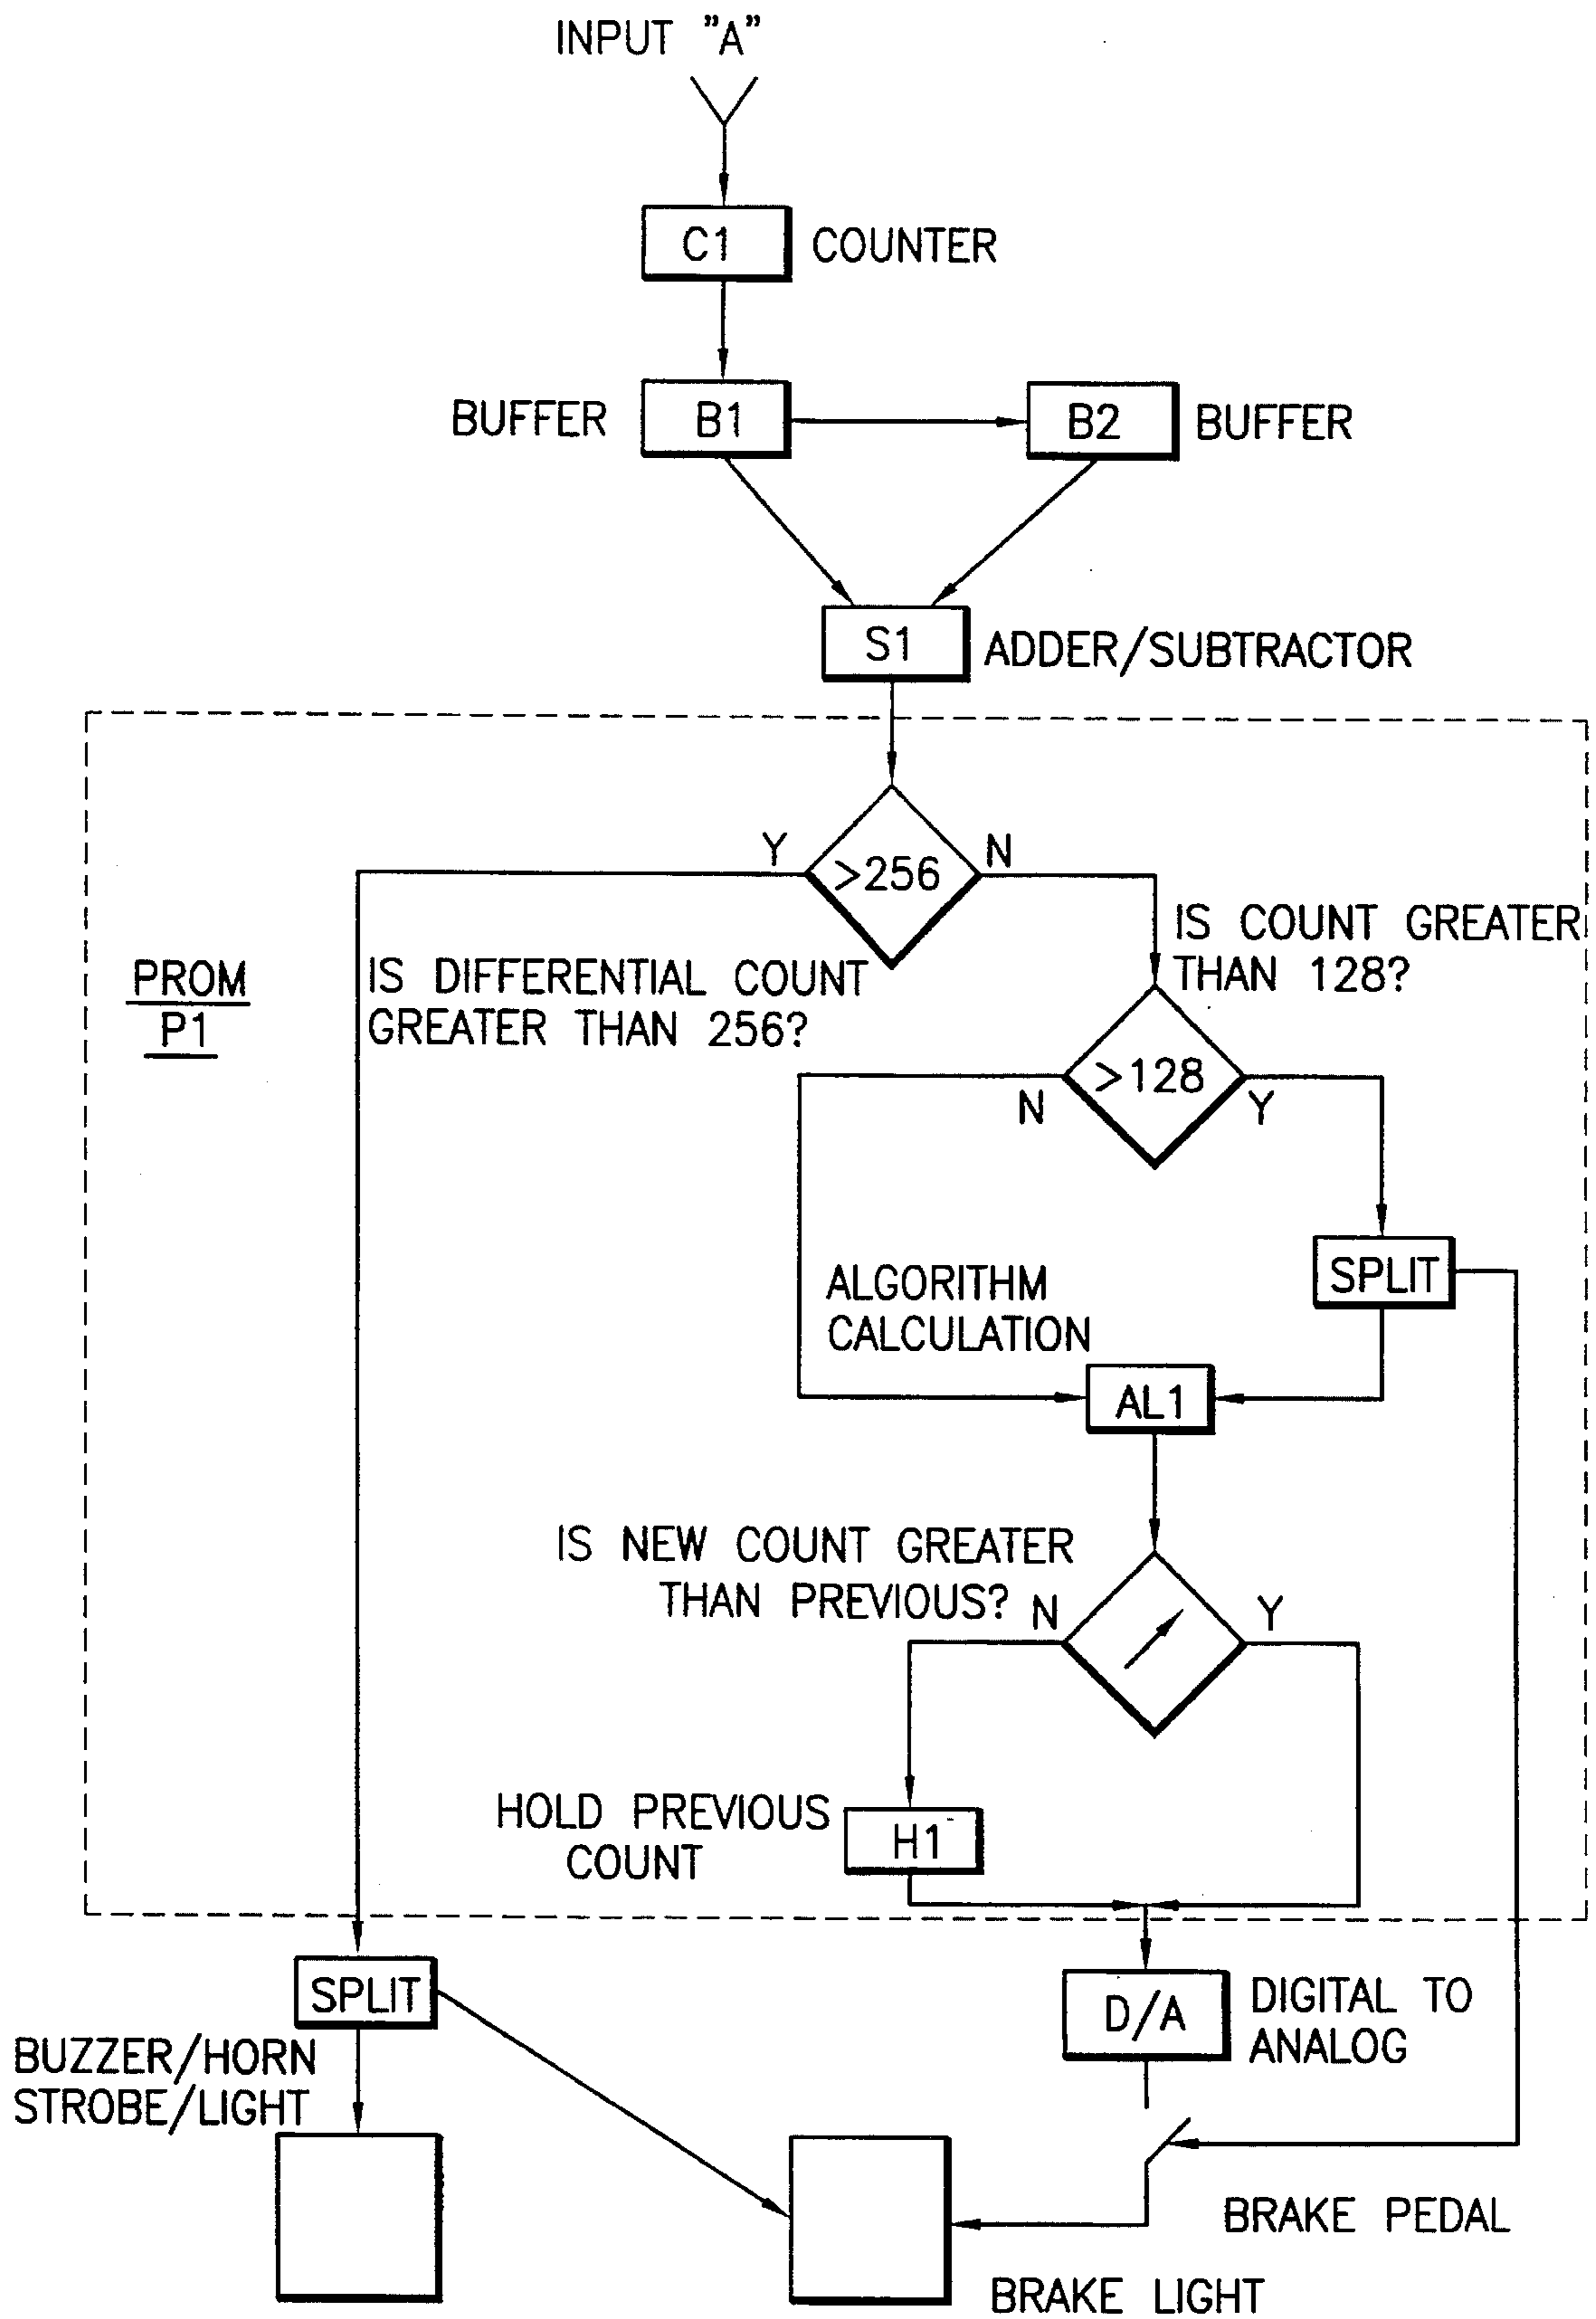 INPUT "A"
C1 COUNTER
BUFFER B1 B2 BUFFER
S1 ADDER/SUBTRACTOR
Y >256 N
IS COUNT GREATER
THAN 128?
PROM
P1
IS DIFFERENTIAL COUNT
GREATER THAN 256?
N >128 Y
SPLIT
ALGORITHM
CALCULATION
AL1
IS NEW COUNT GREATER
THAN PREVIOUS?
N Y
HOLD PREVIOUS
COUNT
H1
SPLIT
D/A
DIGITAL TO
ANALOG
BUZZER/HORN
STROBE/LIGHT
BRAKE PEDAL
BRAKE LIGHT